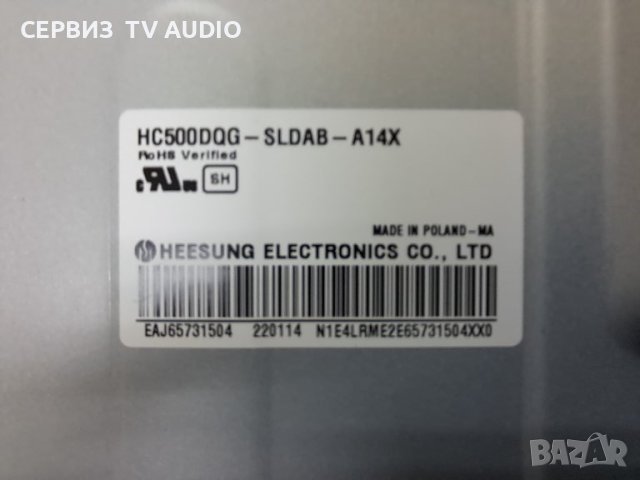 СЕРВИЗ TV AUDIO
HC500DQG-SLDAB-A14X
RoHS Verified
SH
MADE IN POLAND-MA
HEESUNG ELECTRONICS CO., LTD
EAJ65731504 220114 N1E4LRME2E65731504XX0
BAZAR